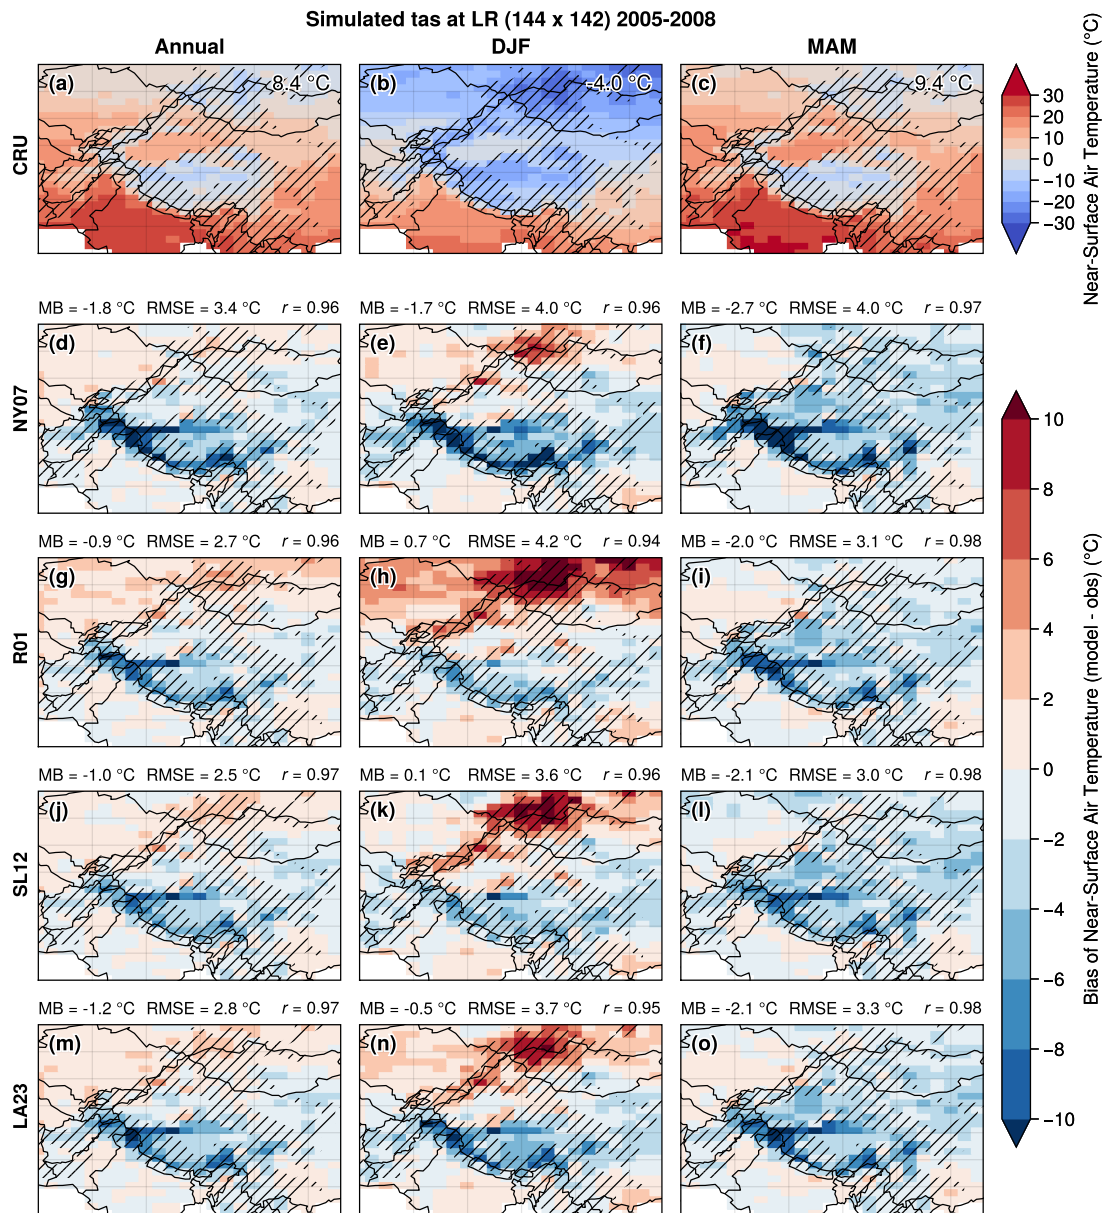 Simulated tas at LR (144 x 142) 2005-2008
Annual DJF MAM
CRU
(a) 8.4 °C
(b) -4.0 °C
(c) 9.4 °C
30
20
10
0
−10
−20
−30
Near-Surface Air Temperature (°C)
NY07
MB = -1.8 °C RMSE = 3.4 °C r = 0.96
(d)
MB = -1.7 °C RMSE = 4.0 °C r = 0.96
(e)
MB = -2.7 °C RMSE = 4.0 °C r = 0.97
(f)
R01
MB = -0.9 °C RMSE = 2.7 °C r = 0.96
(g)
MB = 0.7 °C RMSE = 4.2 °C r = 0.94
(h)
MB = -2.0 °C RMSE = 3.1 °C r = 0.98
(i)
SL12
MB = -1.0 °C RMSE = 2.5 °C r = 0.97
(j)
MB = 0.1 °C RMSE = 3.6 °C r = 0.96
(k)
MB = -2.1 °C RMSE = 3.0 °C r = 0.98
(l)
LA23
MB = -1.2 °C RMSE = 2.8 °C r = 0.97
(m)
MB = -0.5 °C RMSE = 3.7 °C r = 0.95
(n)
MB = -2.1 °C RMSE = 3.3 °C r = 0.98
(o)
10
8
6
4
2
0
−2
−4
−6
−8
−10
Bias of Near-Surface Air Temperature (model - obs) (°C)